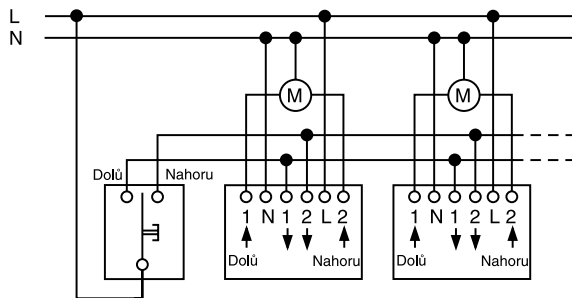 L
N
M M
Dolů Nahoru
1 N 1 2 L 2 1 N 1 2 L 2
Dolů Nahoru Dolů Nahoru